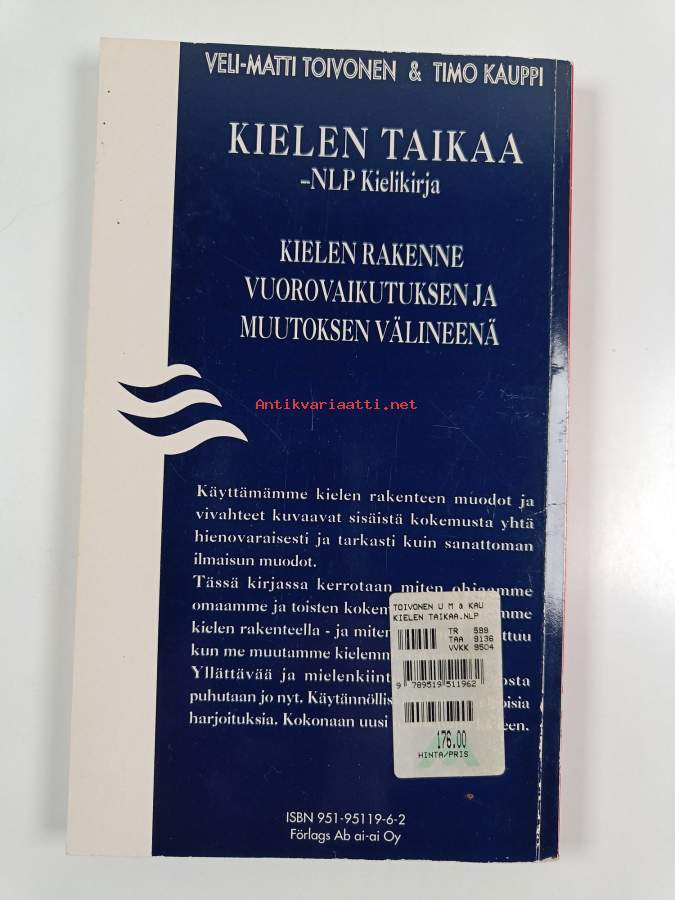 VELI-MATTI TOIVONEN & TIMO KAUPPI
KIELEN TAIKAA
–NLP Kielikirja
KIELEN RAKENNE
VUOROVAIKUTUKSEN JA
MUUTOKSEN VÄLINEENÄ
Antikvariaatti.net
Käyttämämme kielen rakenteen muodot ja
vivahteet kuvaavat sisäistä kokemusta yhtä
hienovaraisesti ja tarkasti kuin sanattoman
ilmaisun muodot.
Tässä kirjassa kerrotaan miten ohjaamme
omaamme ja toisten
kielen rakenteella - ja miten
kun me muutamme
Yllättävää ja
puhutaan jo nyt.
harjoituksia. Kokonaan uusi
TOIVONEN U M & KAU
KIELEN TAIKAA.NLP
TR 599
TAA 9136
VVKK 9504
9 789519 511962
176.00
HINTA/PRIS
ISBN 951-95119-6-2
Förlags Ab ai-ai Oy